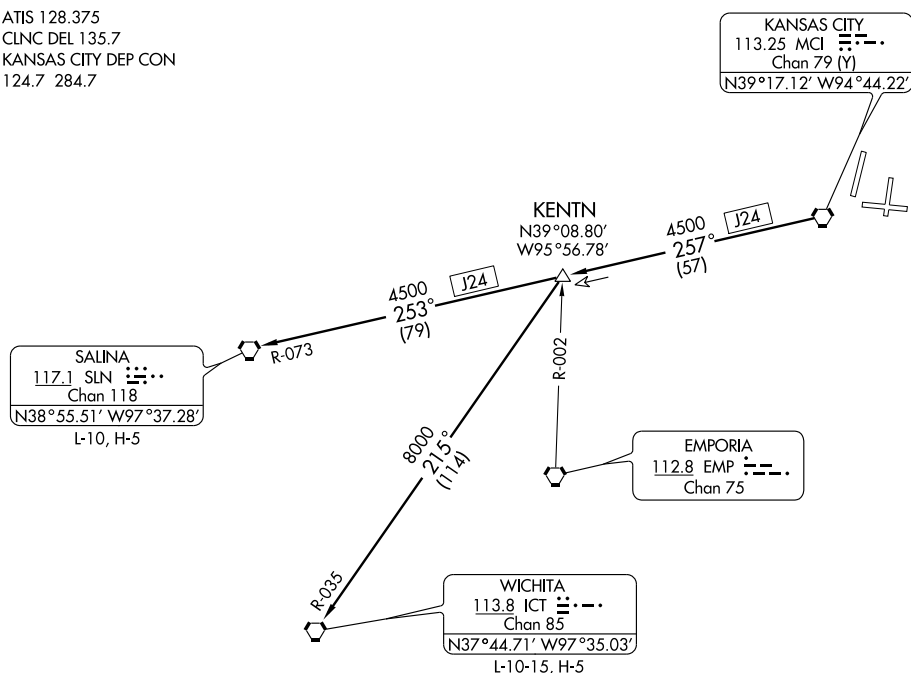 ATIS 128.375
CLNC DEL 135.7
KANSAS CITY DEP CON
124.7 284.7
KANSAS CITY
113.25 MCI
Chan 79 (Y)
N39°17.12' W94°44.22'
KENTN
N39°08.80'
W95°56.78'
4500
J24
257°
(57)
4500
J24
253°
(79)
R-073
SALINA
117.1 SLN
Chan 118
N38°55.51' W97°37.28'
L-10, H-5
R-002
8000
215°
(114)
EMPORIA
112.8 EMP
Chan 75
R-035
WICHITA
113.8 ICT
Chan 85
N37°44.71' W97°35.03'
L-10-15, H-5